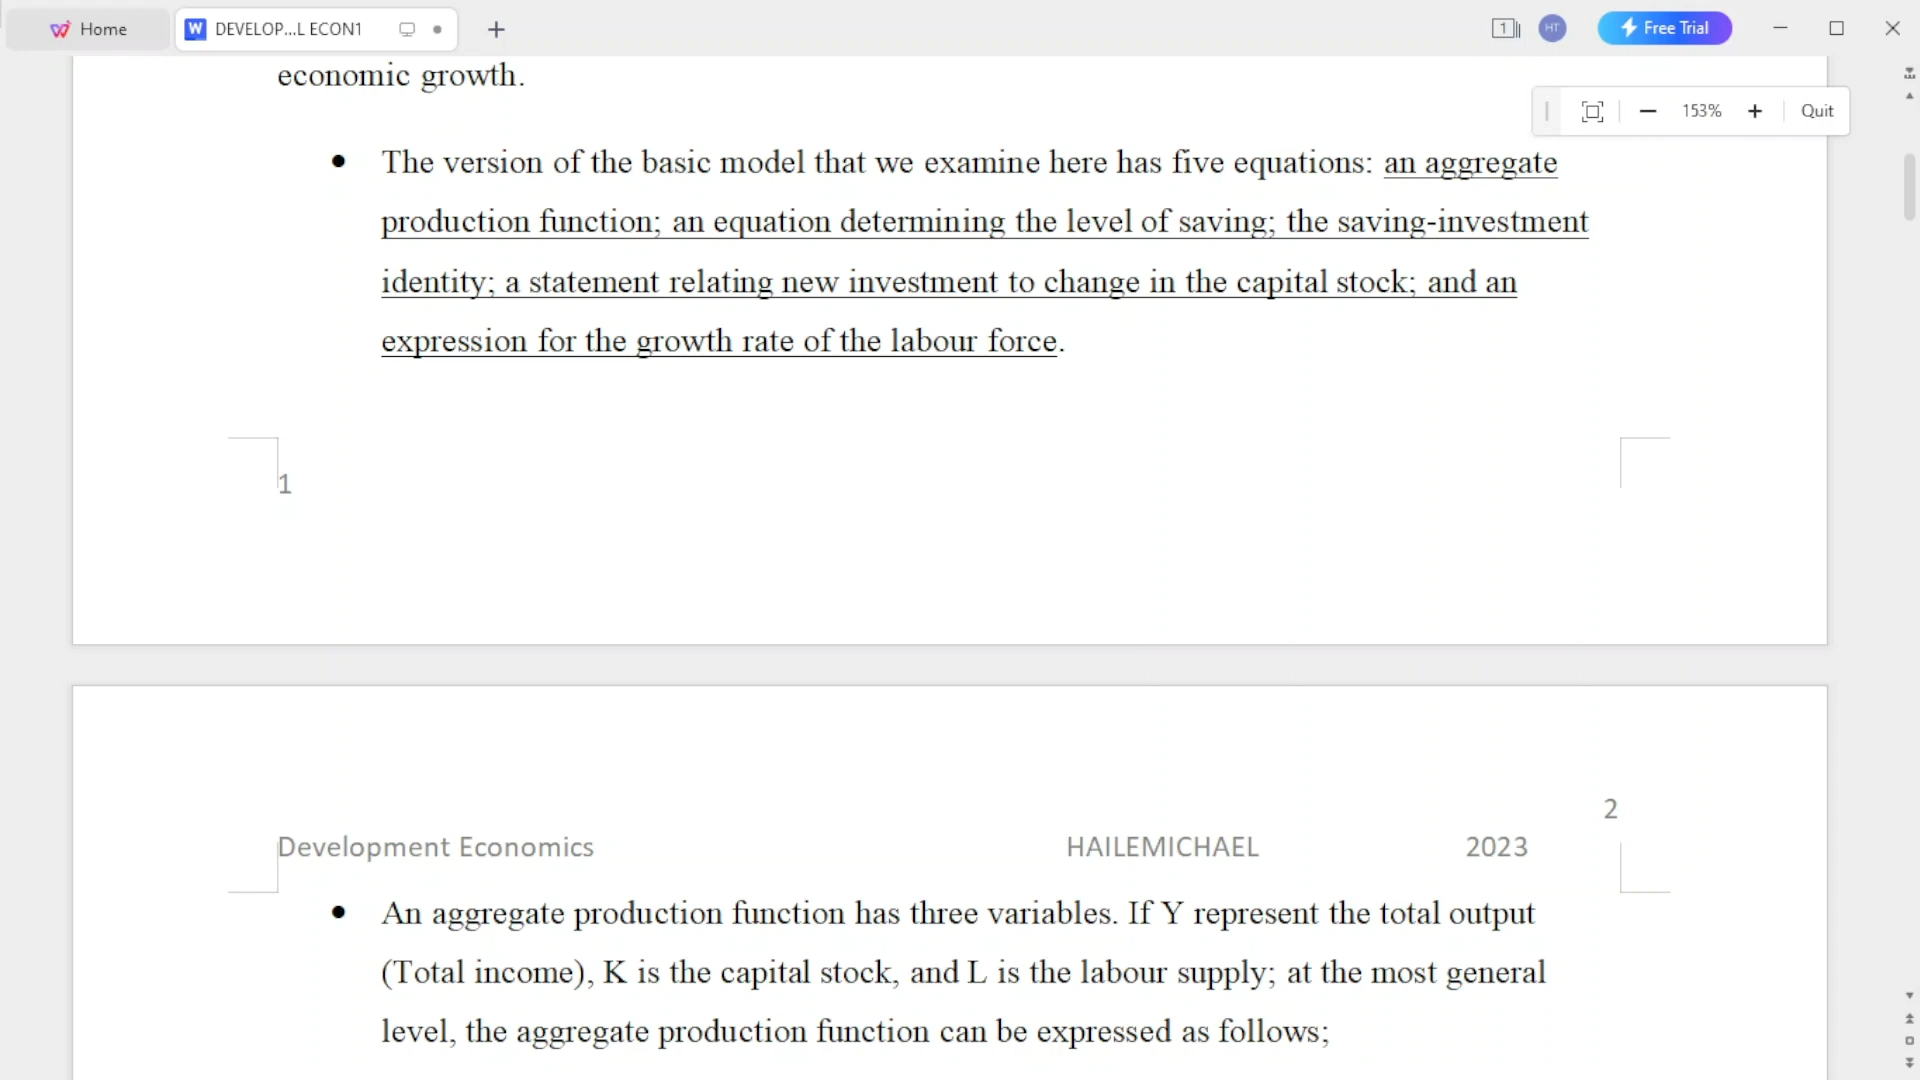 Home
DEVELOP...L ECON1
1
HT
Free Trial
economic growth.
153%
Quit
● The version of the basic model that we examine here has five equations: an aggregate
production function; an equation determining the level of saving; the saving-investment
identity; a statement relating new investment to change in the capital stock; and an
expression for the growth rate of the labour force.
1
2
Development Economics HAILEMICHAEL 2023
● An aggregate production function has three variables. If Y represent the total output
(Total income), K is the capital stock, and L is the labour supply; at the most general
level, the aggregate production function can be expressed as follows;